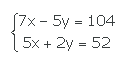 7x − 5y = 104
5x + 2y = 52